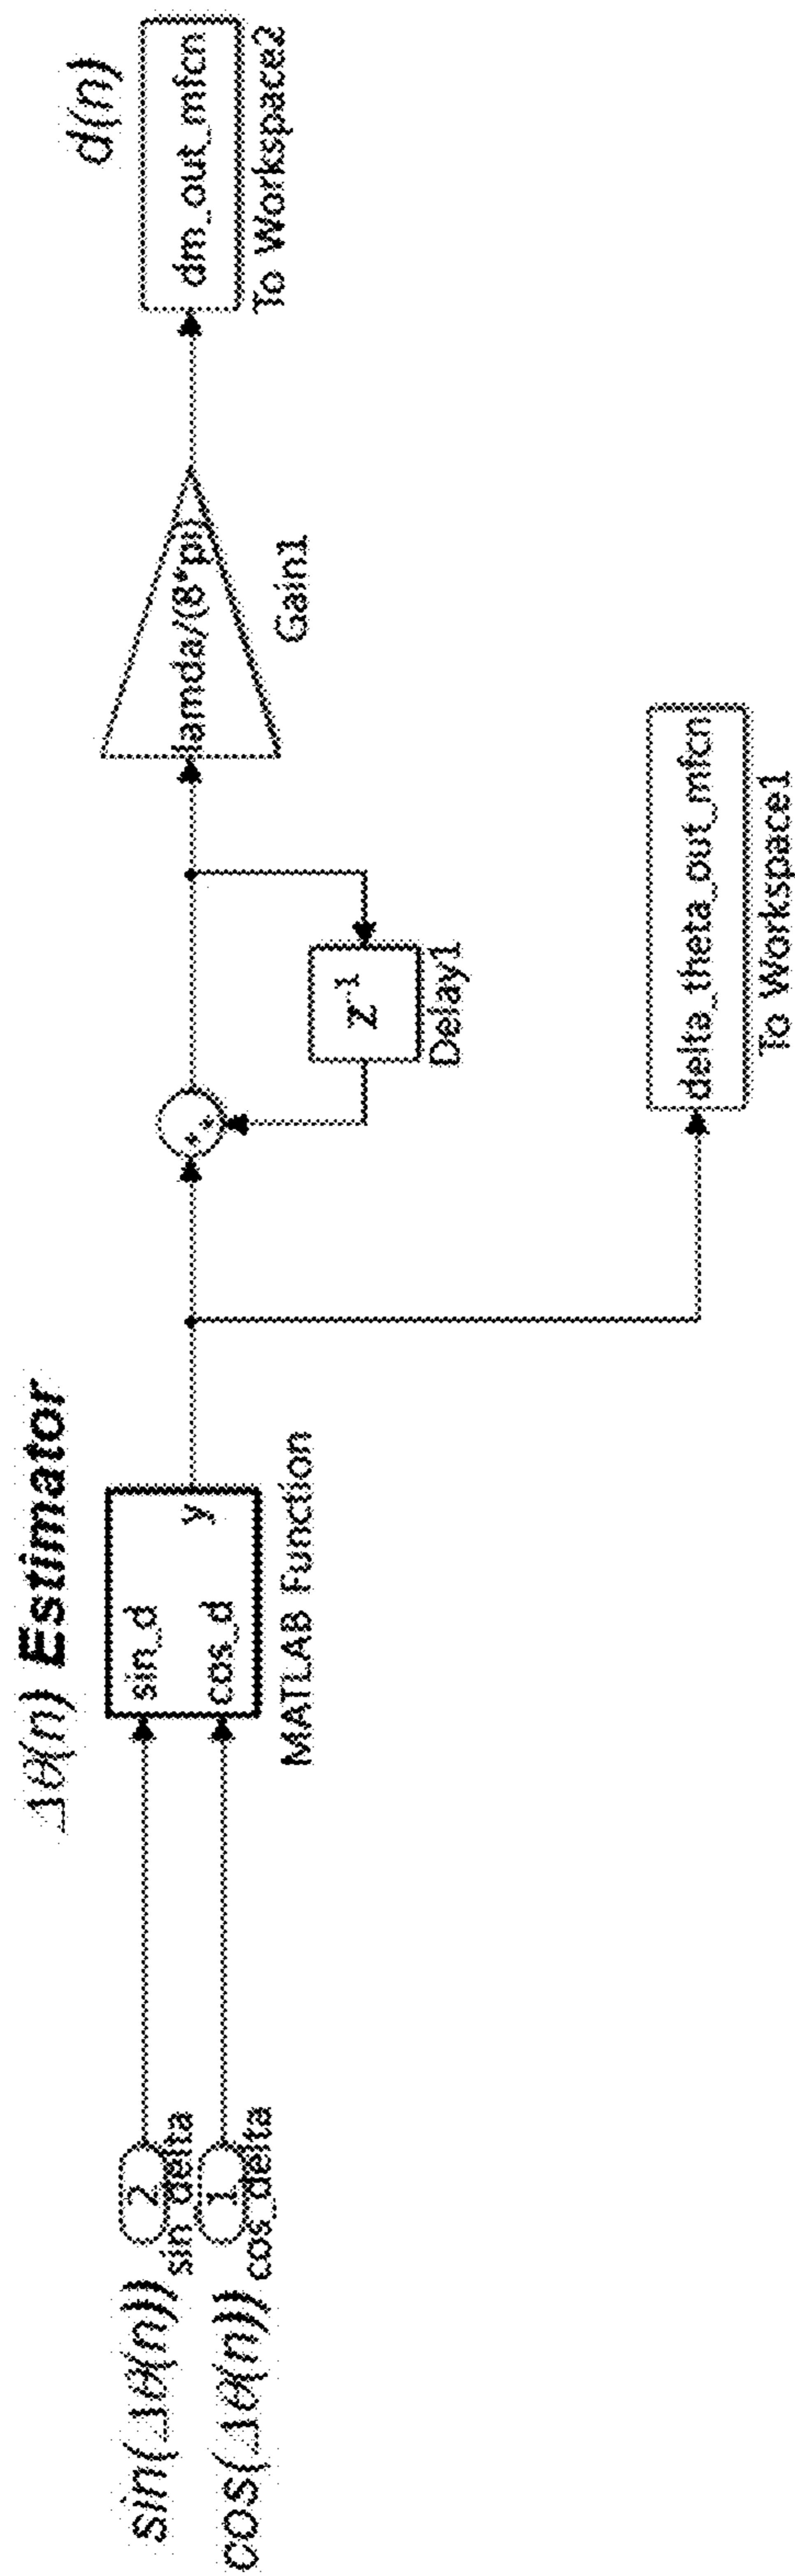 sin(Δθ(n))
2
sin_delta
cos(Δθ(n))
1
cos_delta
Δθ(n) Estimator
sin_d
cos_d
y
MATLAB Function
+
+
Z⁻¹
Delay1
lamda/(8*pi)
Gain1
d(n)
dm_out_mfcn
To Workspace2
delta_theta_out_mfcn
To Workspace1